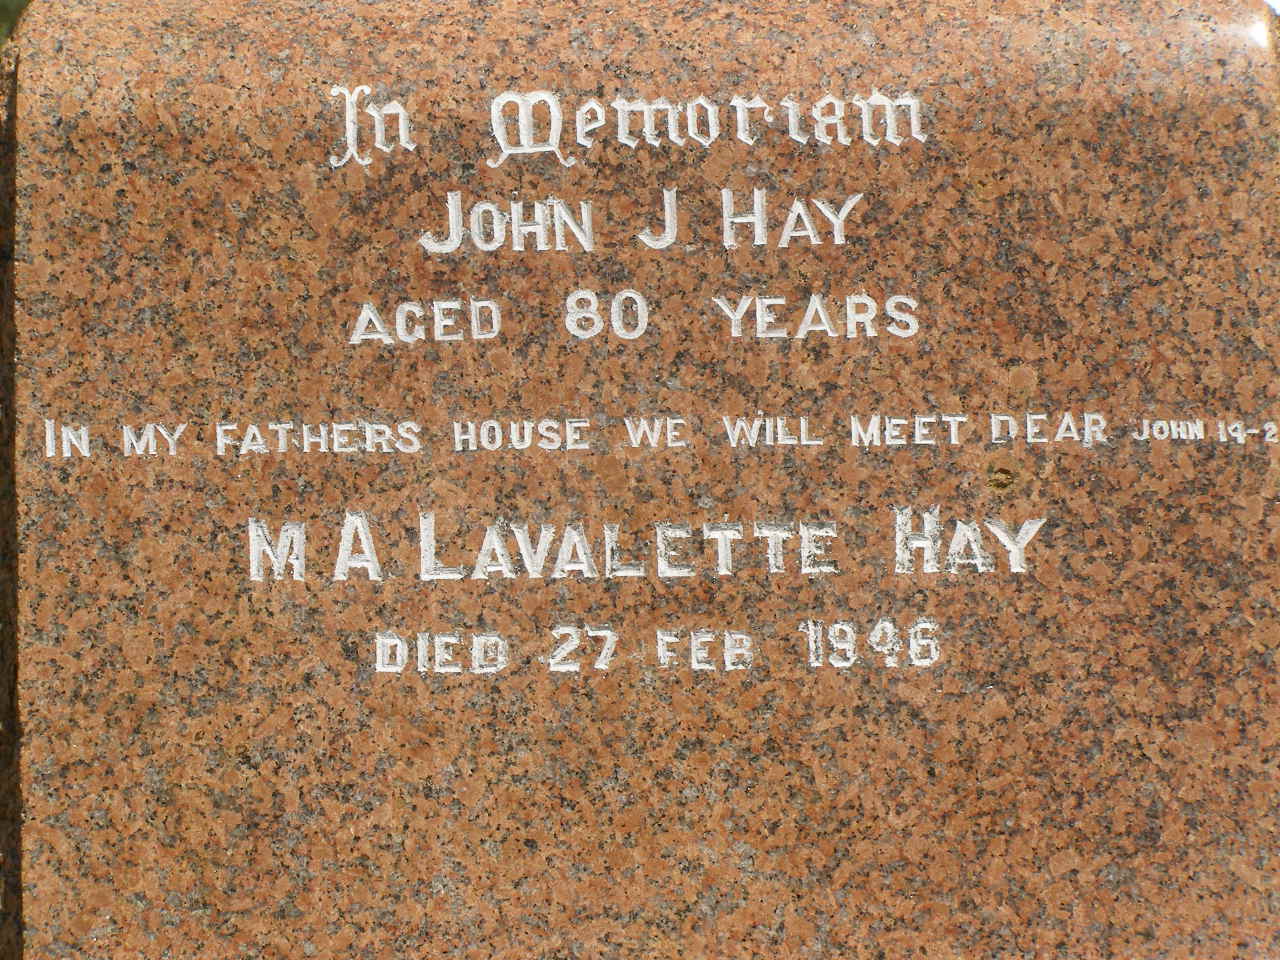 In Memoriam
JOHN J HAY
AGED 80 YEARS
IN MY FATHERS HOUSE WE WILL MEET DEAR JOHN 14-2
M A LAVALETTE HAY
DIED 27 FEB 1946